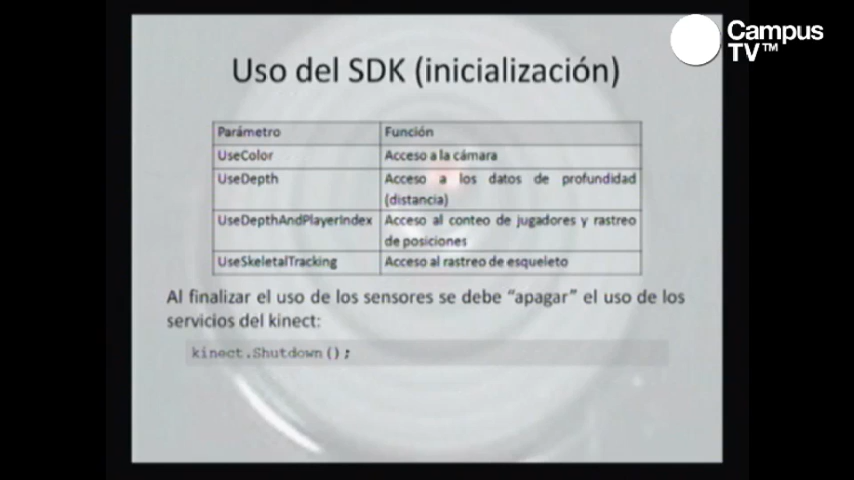 Campus
TV™
Uso del SDK (inicialización)
Parámetro Función
UseColor Acceso a la cámara
UseDepth Acceso a los datos de profundidad
(distancia)
UseDepthAndPlayerIndex Acceso al conteo de jugadores y rastreo
de posiciones
UseSkeletalTracking Acceso al rastreo de esqueleto
Al finalizar el uso de los sensores se debe “apagar” el uso de los
servicios del kinect:
kinect.Shutdown();